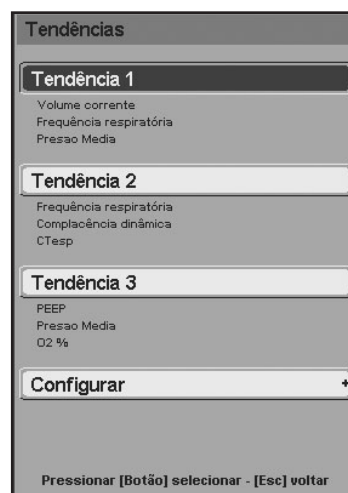 Tendências
Tendência 1
Volume corrente
Frequência respiratória
Presao Media
Tendência 2
Frequência respiratória
Complacência dinâmica
CTesp
Tendência 3
PEEP
Presao Media
O2 %
Configurar +
Pressionar [Botão] selecionar - [Esc] voltar